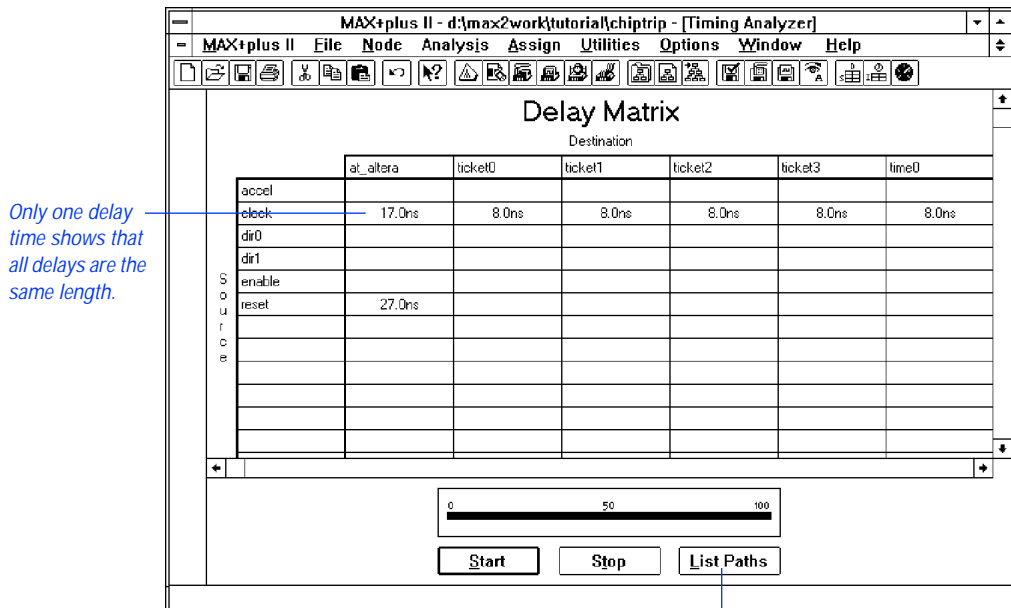 MAX+plus II - d:\max2work\tutorial\chiptrip - [Timing Analyzer]
MAX+plus II File Node Analysis Assign Utilities Options Window Help
Delay Matrix
Destination
at_altera ticket0 ticket1 ticket2 ticket3 time0
accel
clock 17.0ns 8.0ns 8.0ns 8.0ns 8.0ns 8.0ns
dir0
dir1
enable
reset 27.0ns
Source
Only one delay
time shows that
all delays are the
same length.
0 50 100
Start Stop List Paths